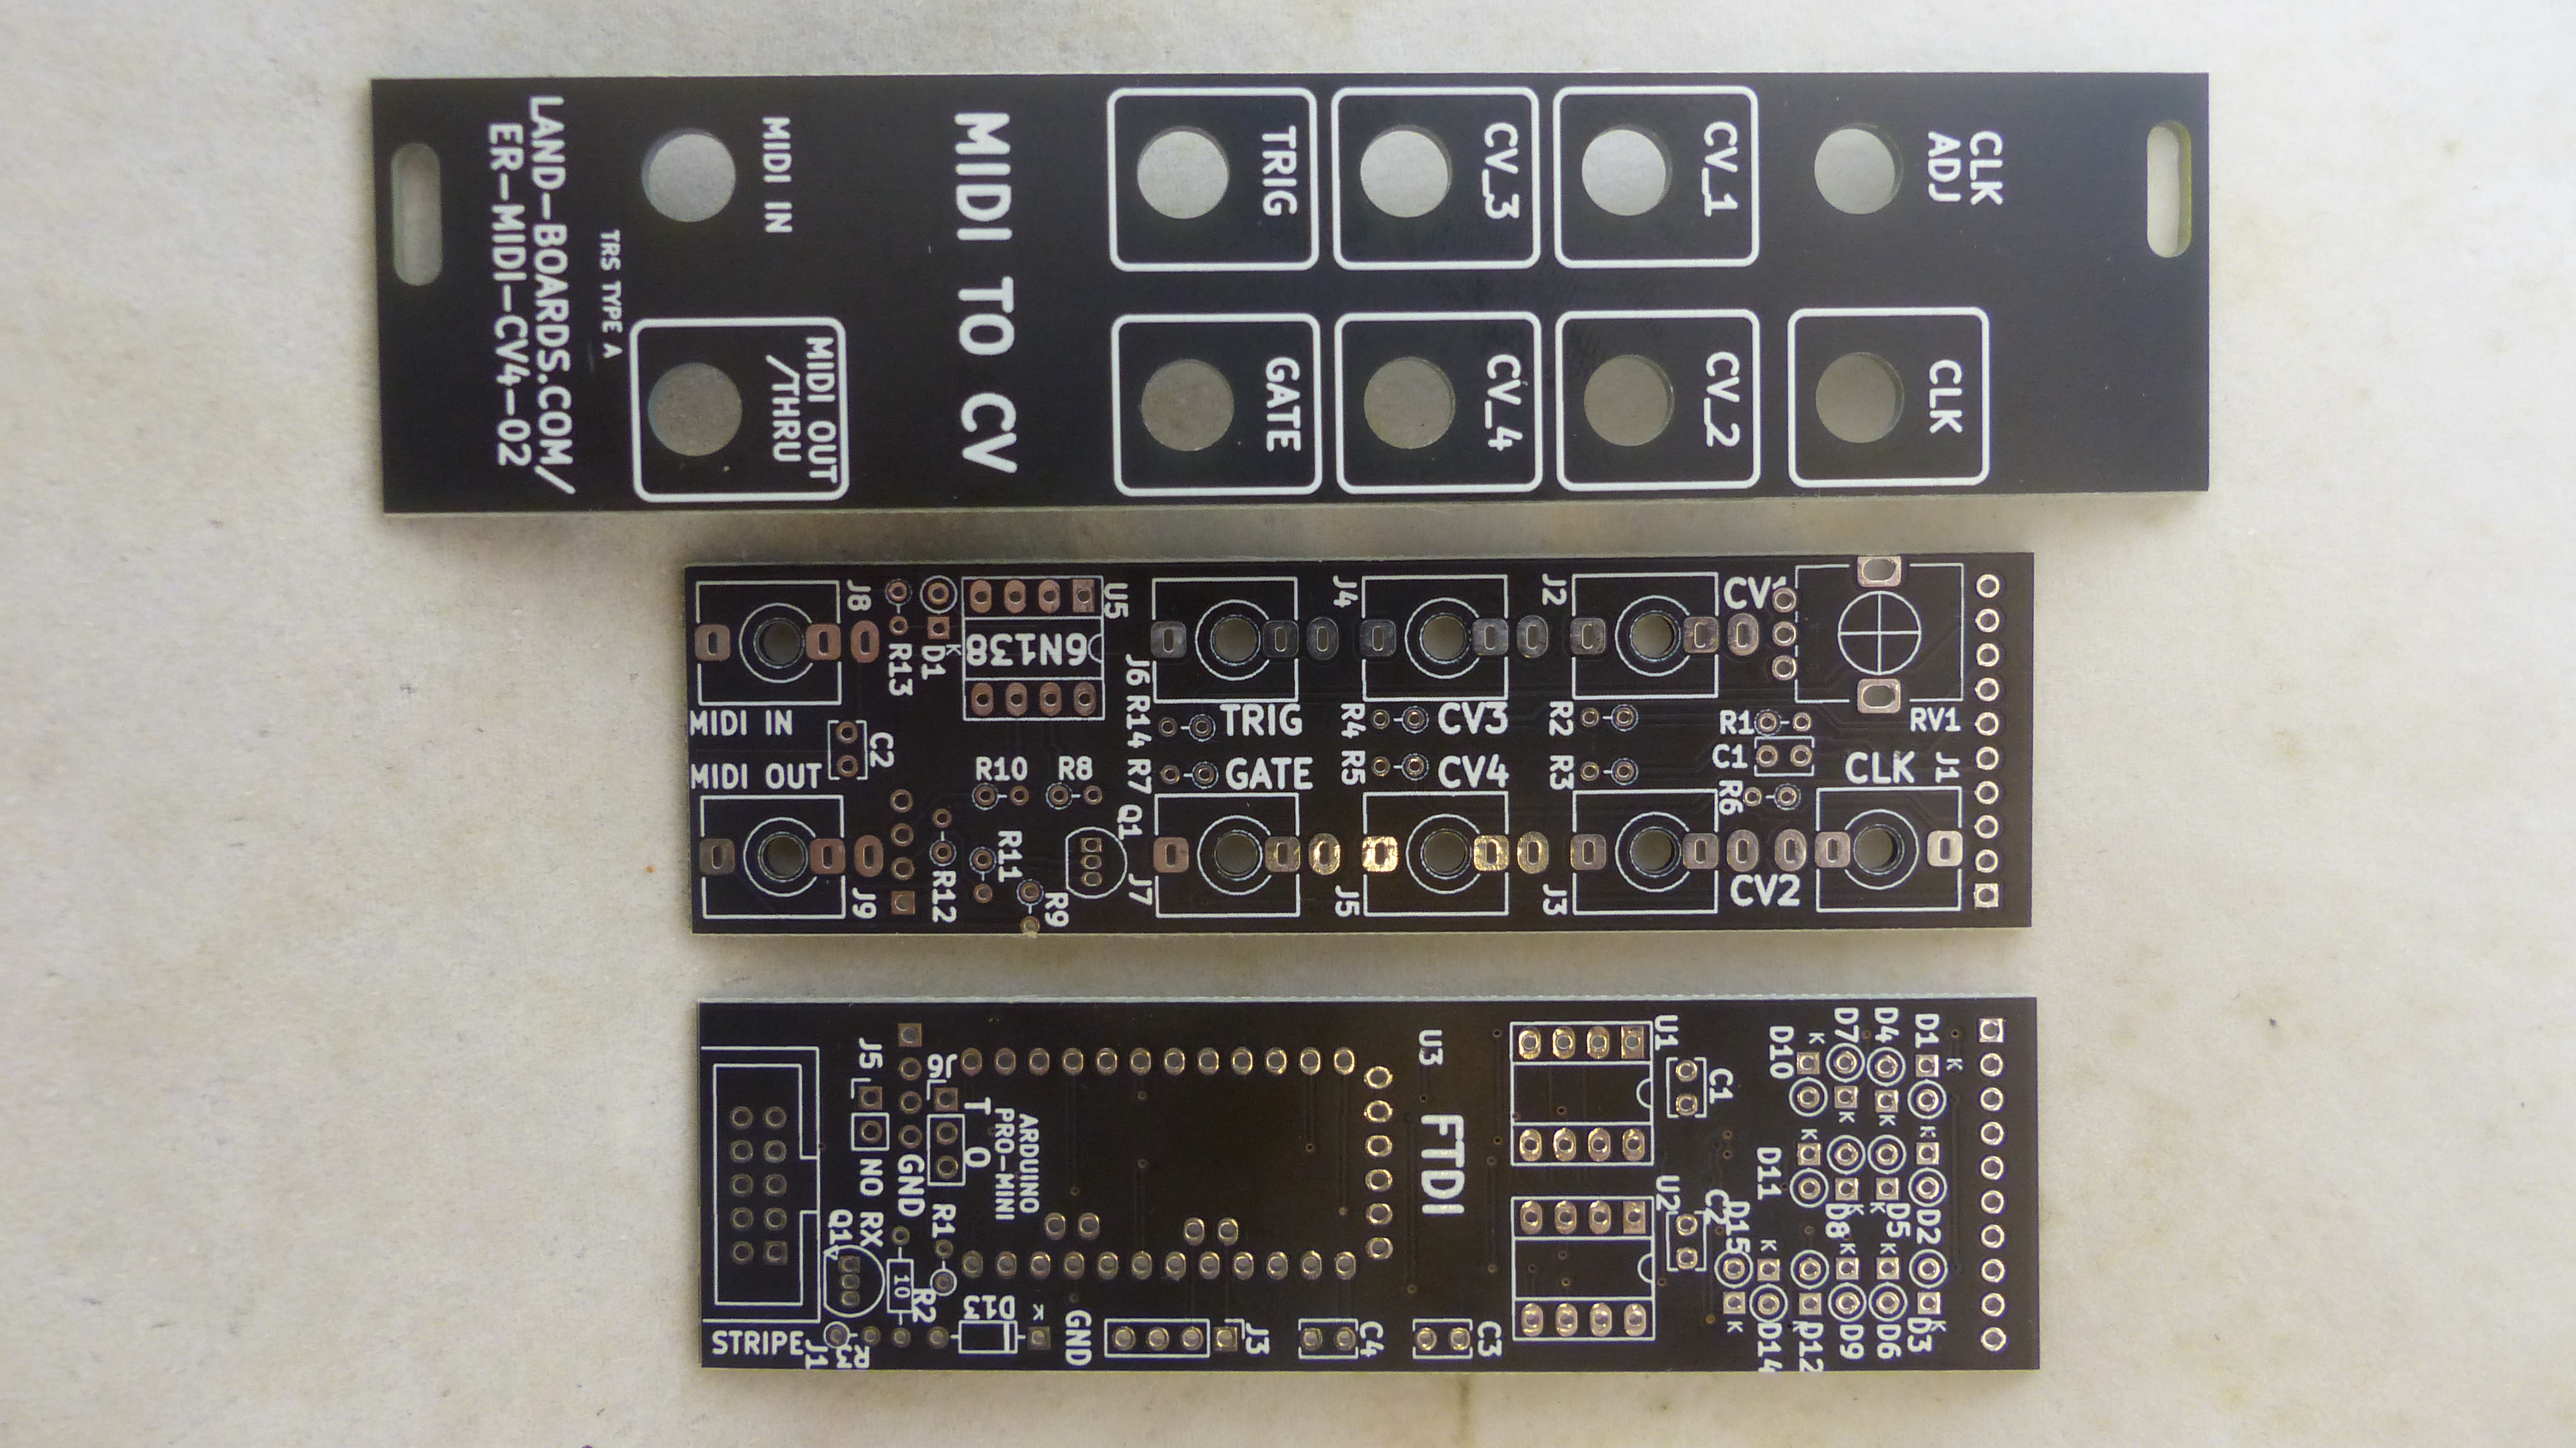 CLK
ADJ
CLK
CV_1
CV_2
CV_3
CV_4
TRIG
GATE
MIDI TO CV
MIDI IN
MIDI OUT
/THRU
TRS TYPE A
LAND-BOARDS.COM/
ER-MIDI-CV4-02
RV1
J1
CLK
CV2
R1
C1
R6
J2
R2
R3
J3
CV3
CV4
J4
R4
R5
J5
TRIG
GATE
J6
R14
R7
Q1
J7
U5
6N138
R8
R9
R10
R11
K
D1
R12
R13
C2
J8
J9
MIDI IN
MIDI OUT
K
D1
K
D2
K
D3
D4
K
D5
K
K
D6
D7
K
K
D8
K
D9
K
D10
K
D11
D12
K
D14
D15
K
C1
C2
U1
U2
C3
U3
FTDI
C4
J3
GND
K
D13
ARDUINO
PRO-MINI
T
O
J6
R1
R2
GND
10
J5
NO RX
Q1
R3
J1
STRIPE